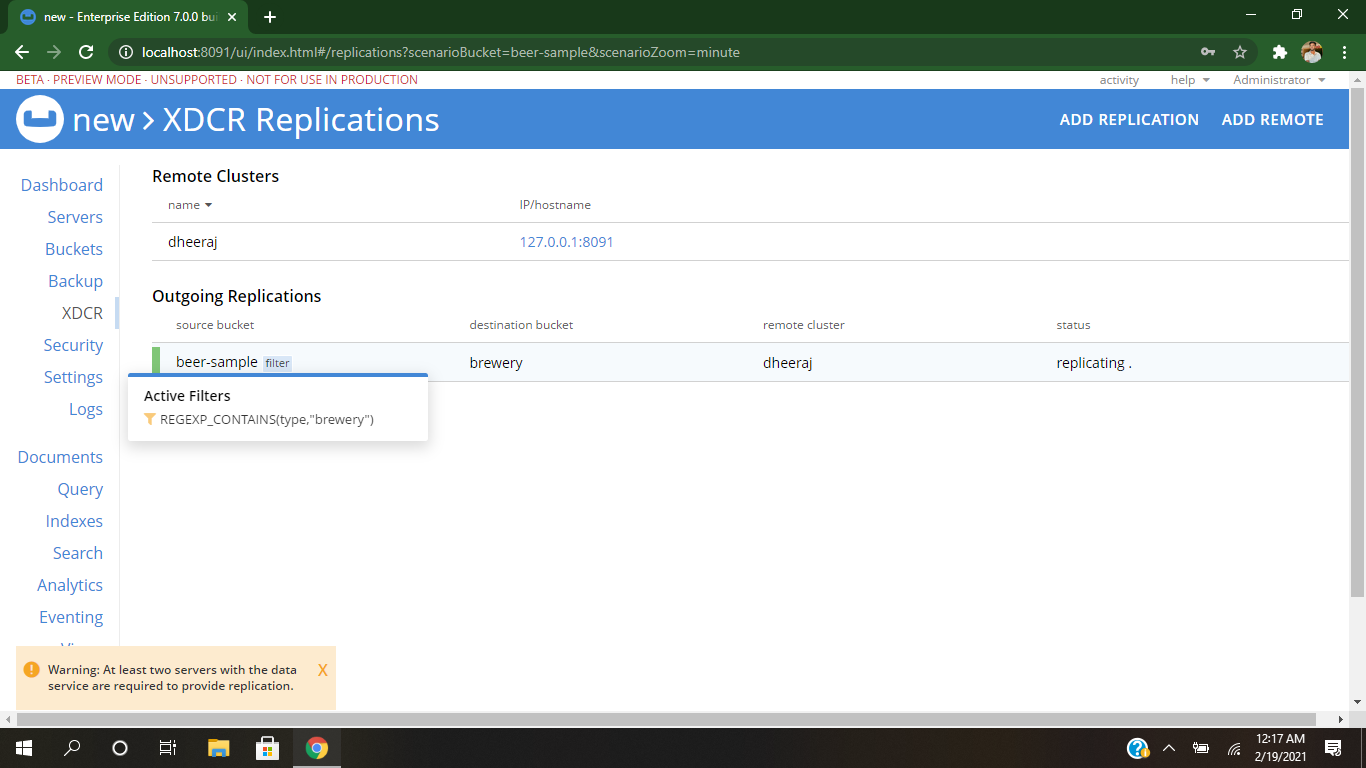 new - Enterprise Edition 7.0.0 bui
localhost:8091/ui/index.html#/replications?scenarioBucket=beer-sample&scenarioZoom=minute
BETA · PREVIEW MODE · UNSUPPORTED · NOT FOR USE IN PRODUCTION
activity help Administrator
new > XDCR Replications
ADD REPLICATION ADD REMOTE
Dashboard
Servers
Buckets
Backup
XDCR
Security
Settings
Logs
Documents
Query
Indexes
Search
Analytics
Eventing
Remote Clusters
name IP/hostname
dheeraj 127.0.0.1:8091
Outgoing Replications
source bucket destination bucket remote cluster status
beer-sample filter brewery dheeraj replicating .
Active Filters
REGEXP_CONTAINS(type,"brewery")
Warning: At least two servers with the data
service are required to provide replication.
X
12:17 AM
2/19/2021